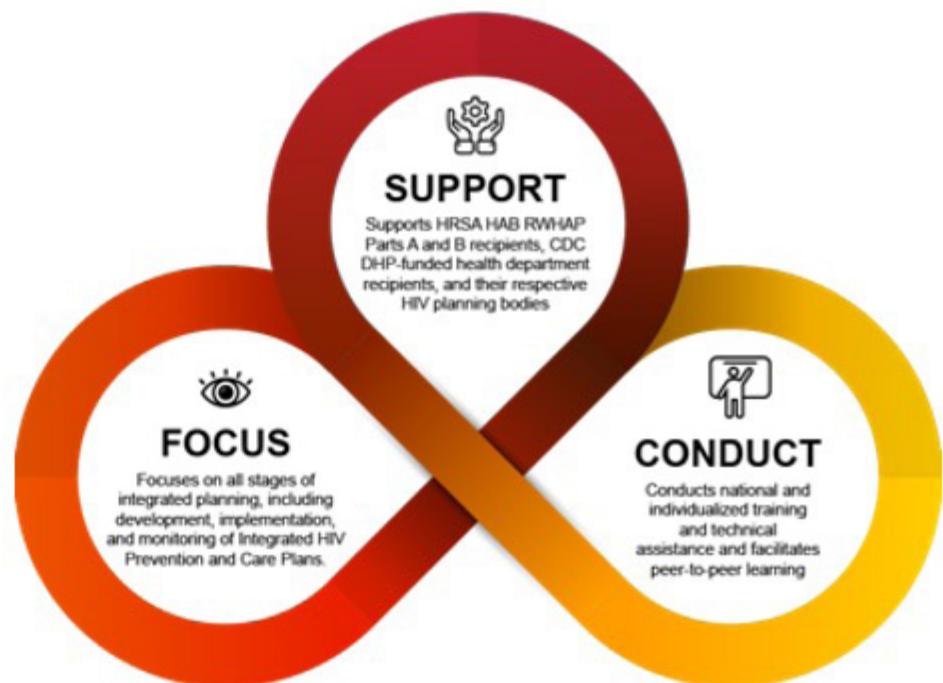 SUPPORT
Supports HRSA HAB RWHAP
Parts A and B recipients, CDC
DHP-funded health department
recipients, and their respective
HIV planning bodies
FOCUS
Focuses on all stages of
integrated planning, including
development, implementation,
and monitoring of Integrated HIV
Prevention and Care Plans.
CONDUCT
Conducts national and
individualized training
and technical
assistance and facilitates
peer-to-peer learning